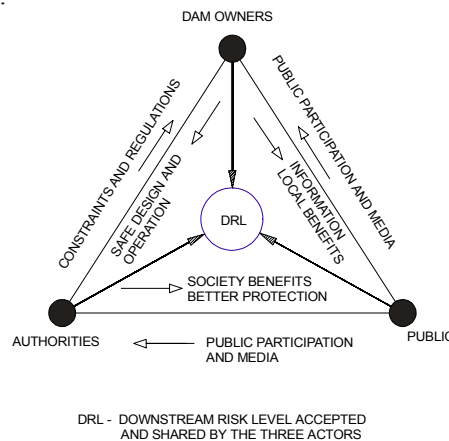 DAM OWNERS
CONSTRAINTS AND REGULATIONS
SAFE DESIGN AND
OPERATION
PUBLIC PARTICIPATION AND MEDIA
INFORMATION
LOCAL BENEFITS
DRL
SOCIETY BENEFITS
BETTER PROTECTION
AUTHORITIES
PUBLIC
PUBLIC PARTICIPATION
AND MEDIA
DRL - DOWNSTREAM RISK LEVEL ACCEPTED
AND SHARED BY THE THREE ACTORS